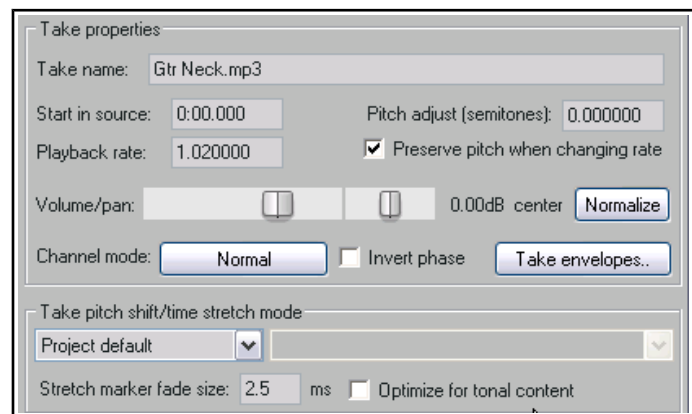 Take properties
Take name: Gtr Neck.mp3
Start in source: 0:00.000 Pitch adjust (semitones): 0.000000
Playback rate: 1.020000 Preserve pitch when changing rate
Volume/pan: 0.00dB center Normalize
Channel mode: Normal Invert phase Take envelopes..
Take pitch shift/time stretch mode
Project default
Stretch marker fade size: 2.5 ms Optimize for tonal content